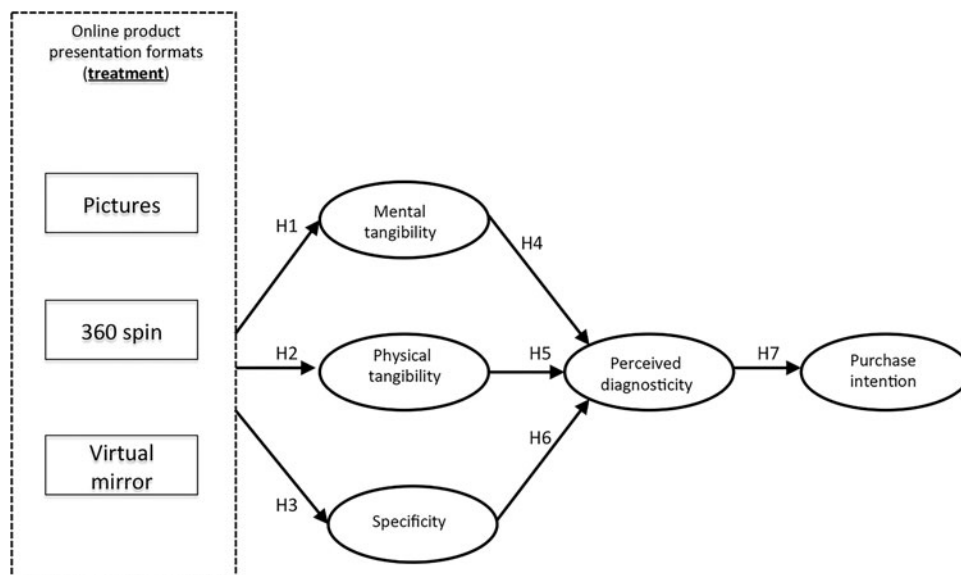 Online product
presentation formats
(treatment)
Pictures
360 spin
Virtual
mirror
H1
H2
H3
Mental
tangibility
Physical
tangibility
Specificity
H4
H5
H6
Perceived
diagnosticity
H7
Purchase
intention